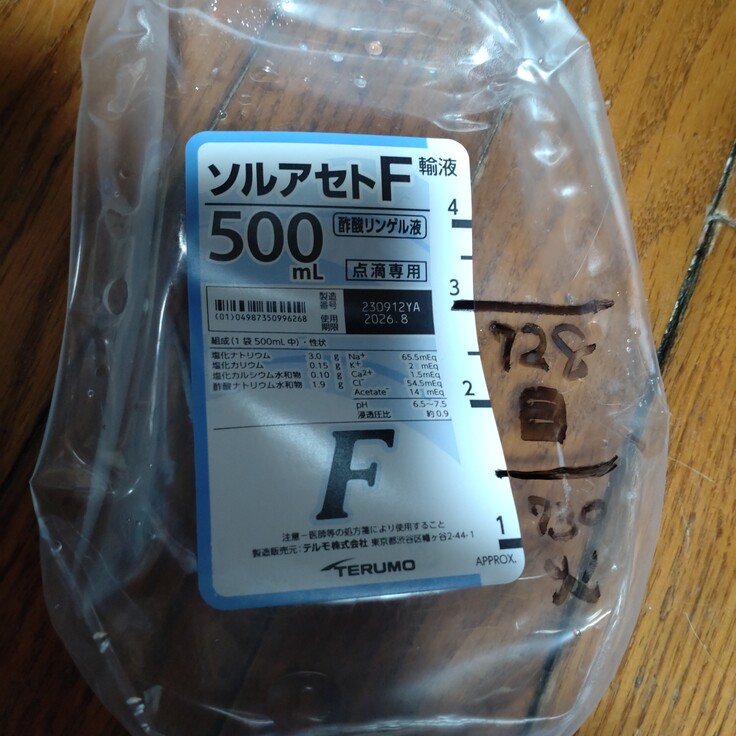 ソルアセトF 輸液
500mL
酢酸リンゲル液
点滴専用
製造番号 230912YA
使用期限 2026.8
(01)04987350996268
組成(1袋500mL中)・性状
塩化ナトリウム 3.0 g Na⁺ 65.5mEq
塩化カリウム 0.15 g K⁺ 2 mEq
塩化カルシウム水和物 0.10 g Ca2+ 1.5mEq
酢酸ナトリウム水和物 1.9 g Cl⁻ 54.5mEq
Acetate⁻ 14 mEq
pH 6.5~7.5
浸透圧比 約0.9
F
注意-医師等の処方箋により使用すること
製造販売元:テルモ株式会社 東京都渋谷区幡ヶ谷2-44-1
TERUMO
4
3
2
1
APPROX.
728
日
730
火